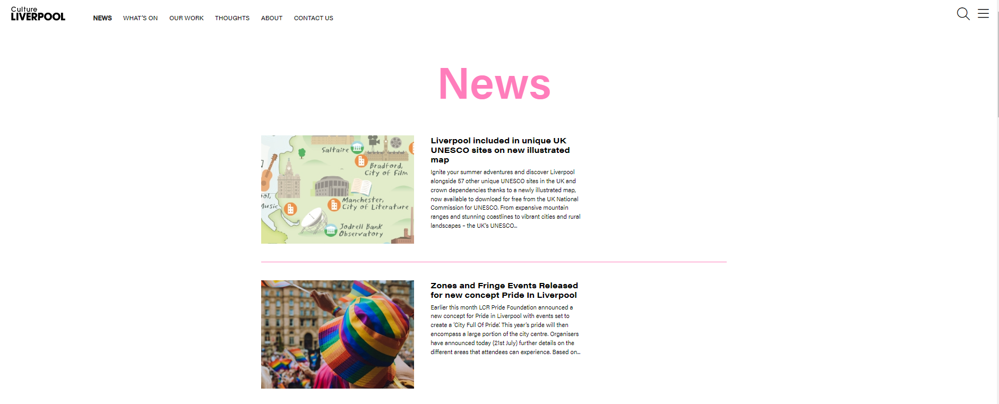 Culture
LIVERPOOL
NEWS
WHAT'S ON
OUR WORK
THOUGHTS
ABOUT
CONTACT US
News
Saltaire
Bradford,
City of Film
ool,
Music
Manchester,
City of Literature
Jodrell Bank
Observatory
Liverpool included in unique UK
UNESCO sites on new illustrated
map
Ignite your summer adventures and discover Liverpool
alongside 57 other unique UNESCO sites in the UK and
crown dependencies thanks to a newly illustrated map,
now available to download for free from the UK National
Commission for UNESCO. From expansive mountain
ranges and stunning coastlines to vibrant cities and rural
landscapes – the UK's UNESCO...
Zones and Fringe Events Released
for new concept Pride In Liverpool
Earlier this month LCR Pride Foundation announced a
new concept for Pride in Liverpool with events set to
create a 'City Full Of Pride'. This year's pride will then
encompass a large portion of the city centre. Organisers
have announced today (21st July) further details on the
different areas that attendees can experience. Based on...